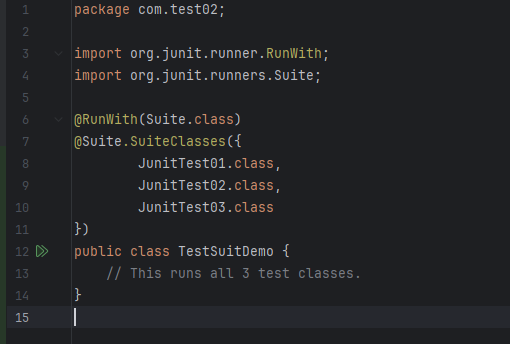 1 package com.test02;
2
3 import org.junit.runner.RunWith;
4 import org.junit.runners.Suite;
5
6 @RunWith(Suite.class)
7 @Suite.SuiteClasses({
8         JunitTest01.class,
9         JunitTest02.class,
10         JunitTest03.class
11 })
12 public class TestSuitDemo {
13     // This runs all 3 test classes.
14 }
15